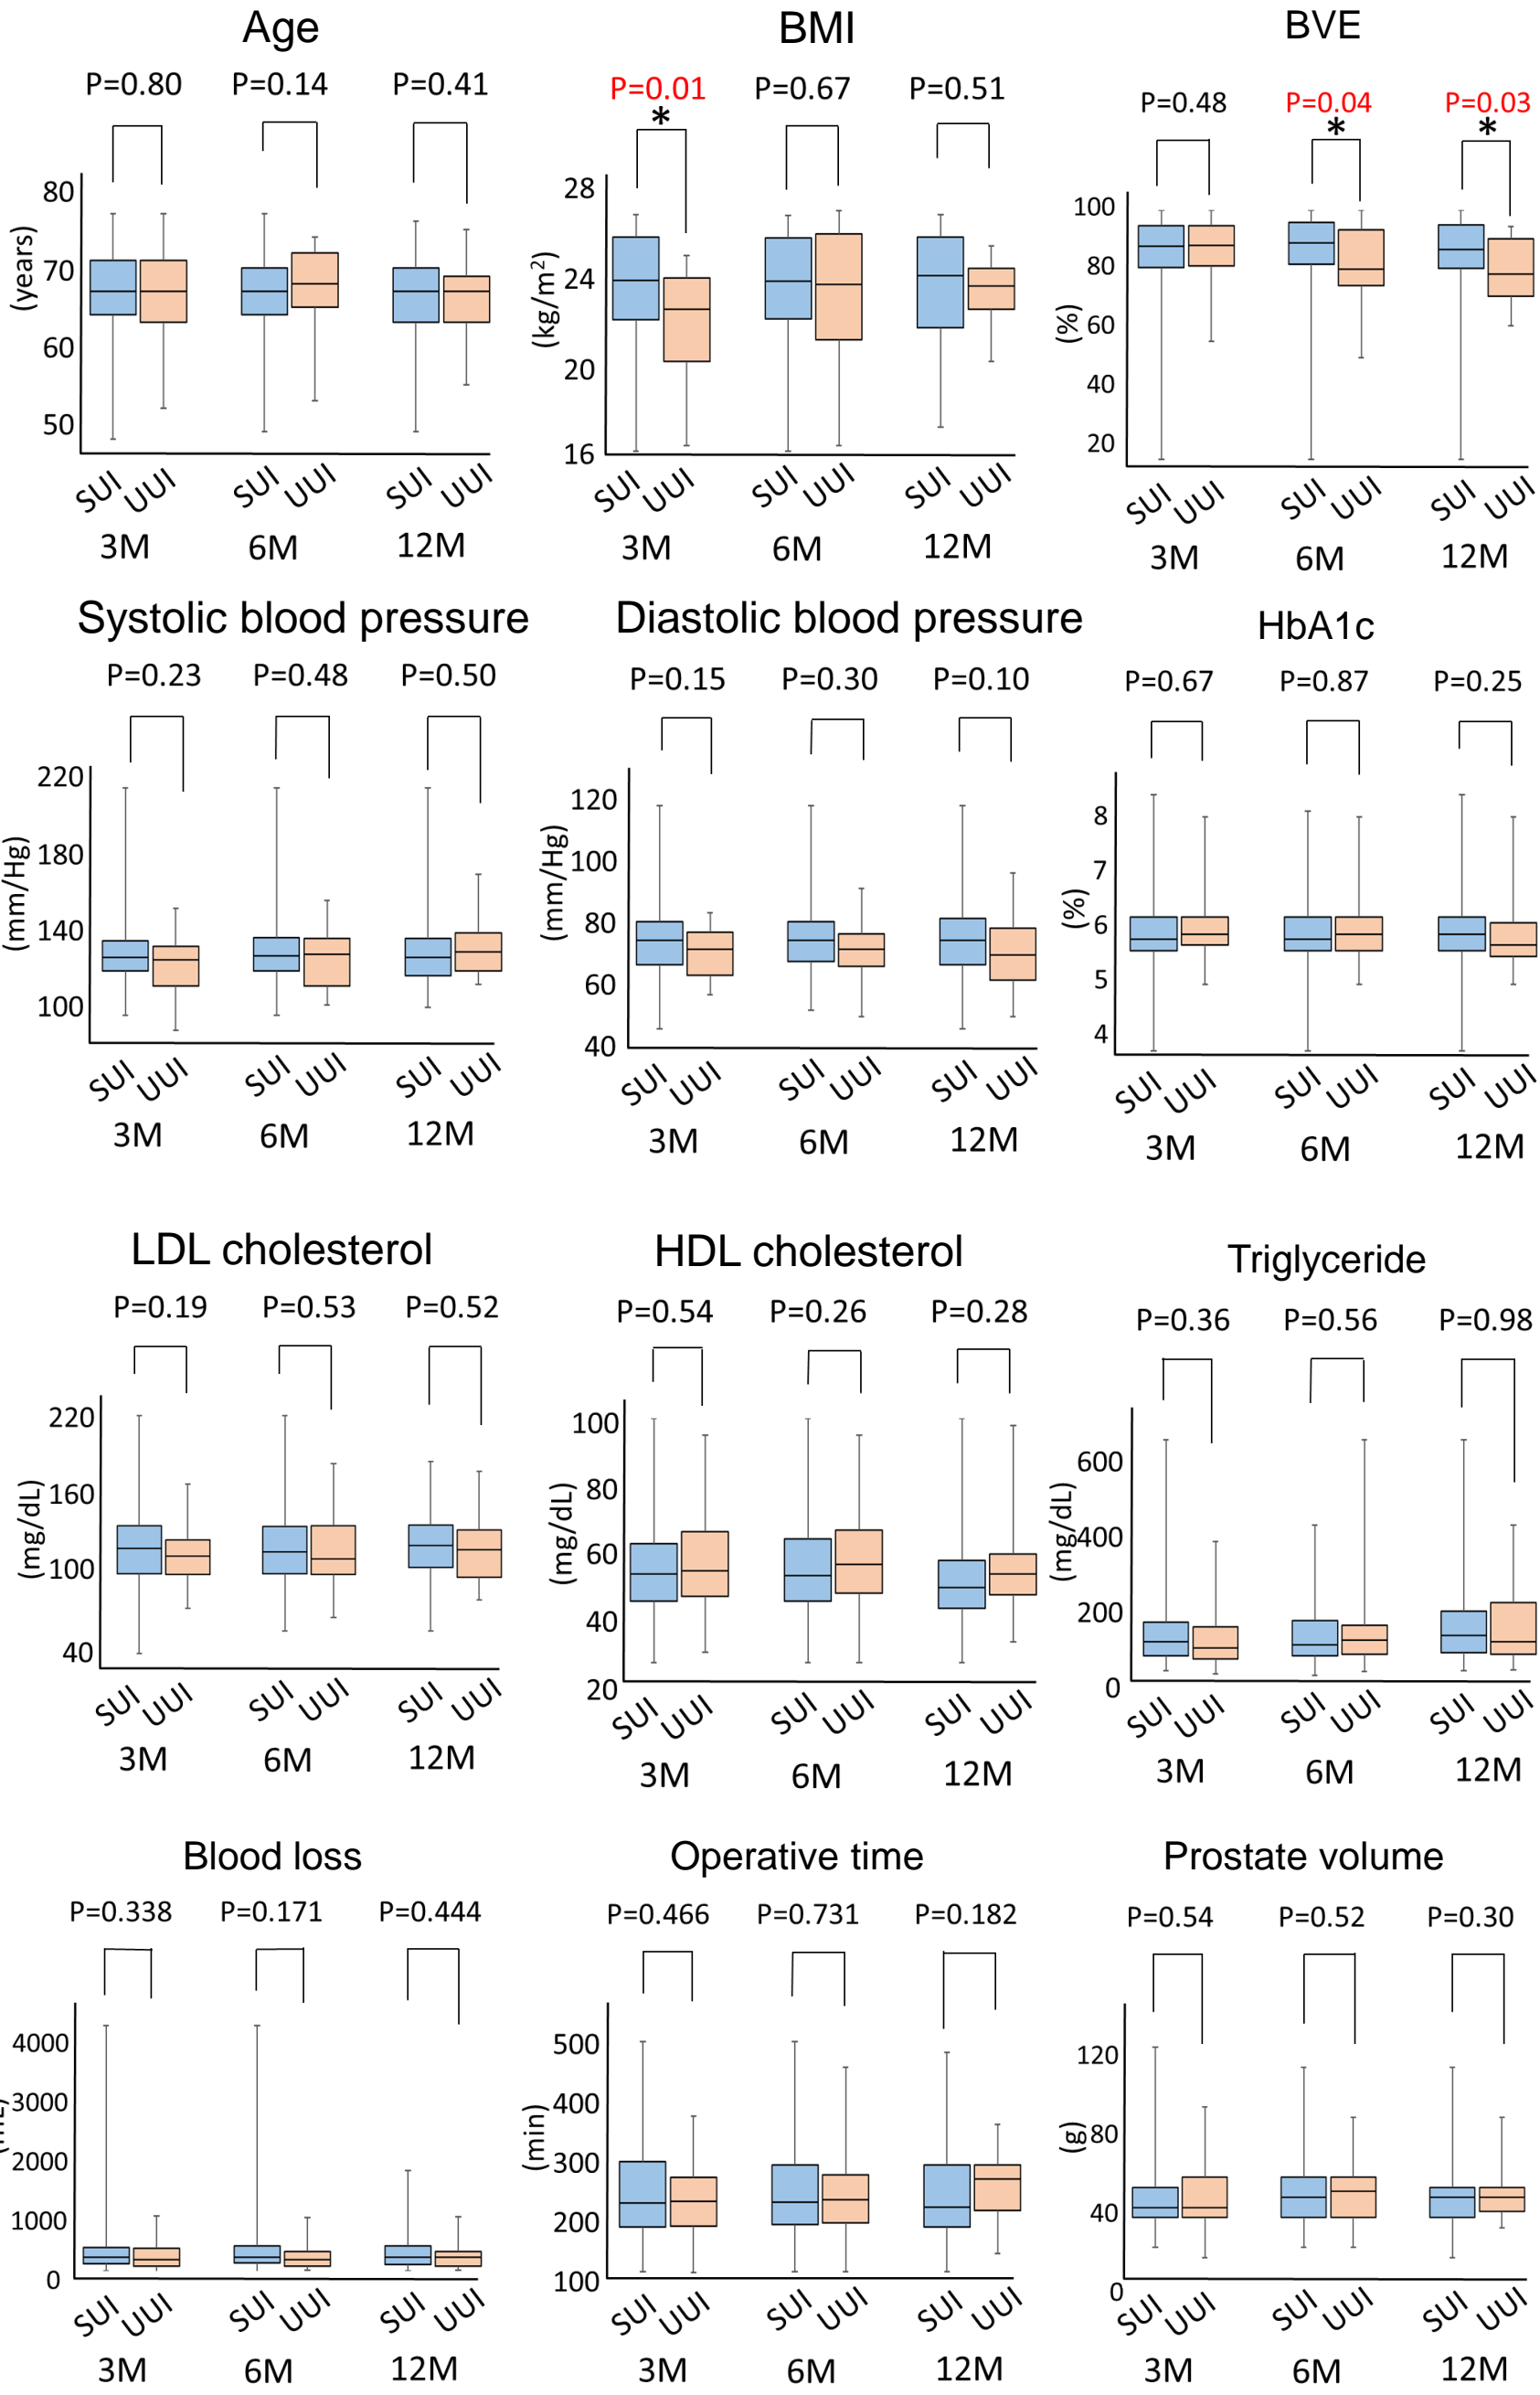 Age
P=0.80 P=0.14 P=0.41
(years)
80
70
60
50
SUI UUI SUI UUI SUI UUI
3M 6M 12M
BMI
P=0.01 P=0.67 P=0.51
*
(kg/m²)
28
24
20
16
SUI UUI SUI UUI SUI UUI
3M 6M 12M
BVE
P=0.48 P=0.04 P=0.03
* *
(%)
100
80
60
40
20
SUI UUI SUI UUI SUI UUI
3M 6M 12M
Systolic blood pressure
P=0.23 P=0.48 P=0.50
(mm/Hg)
220
180
140
100
SUI UUI SUI UUI SUI UUI
3M 6M 12M
Diastolic blood pressure
P=0.15 P=0.30 P=0.10
(mm/Hg)
120
100
80
60
40
SUI UUI SUI UUI SUI UUI
3M 6M 12M
HbA1c
P=0.67 P=0.87 P=0.25
(%)
8
7
6
5
4
SUI UUI SUI UUI SUI UUI
3M 6M 12M
LDL cholesterol
P=0.19 P=0.53 P=0.52
(mg/dL)
220
160
100
40
SUI UUI SUI UUI SUI UUI
3M 6M 12M
HDL cholesterol
P=0.54 P=0.26 P=0.28
(mg/dL)
100
80
60
40
20
SUI UUI SUI UUI SUI UUI
3M 6M 12M
Triglyceride
P=0.36 P=0.56 P=0.98
(mg/dL)
600
400
200
0
SUI UUI SUI UUI SUI UUI
3M 6M 12M
Blood loss
P=0.338 P=0.171 P=0.444
4000
3000
2000
1000
0
SUI UUI SUI UUI SUI UUI
3M 6M 12M
Operative time
P=0.466 P=0.731 P=0.182
(min)
500
400
300
200
100
SUI UUI SUI UUI SUI UUI
3M 6M 12M
Prostate volume
P=0.54 P=0.52 P=0.30
(g)
120
80
40
0
SUI UUI SUI UUI SUI UUI
3M 6M 12M